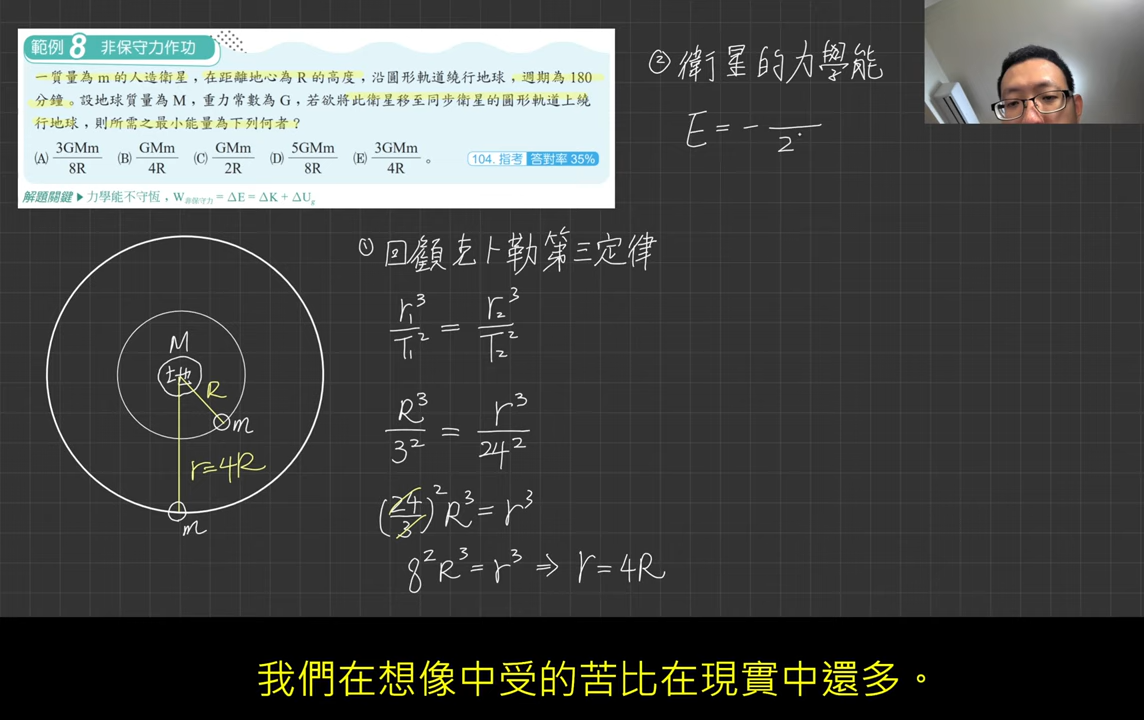 範例 8 非保守力作功
一質量為 m 的人造衛星，在距離地心為 R 的高度，沿圓形軌道繞行地球，週期為 180
分鐘。設地球質量為 M，重力常數為 G，若欲將此衛星移至同步衛星的圓形軌道上繞
行地球，則所需之最小能量為下列何者？
(A) 3GMm/8R (B) GMm/4R (C) GMm/2R (D) 5GMm/8R (E) 3GMm/4R 。 104. 指考 答對率 35%
解題關鍵 ▶ 力學能不守恆，W非保守力 = ΔE = ΔK + ΔUg
M
地
R
m
r=4R
m
① 回顧克卜勒第三定律
r₁³/T₁² = r₂³/T₂²
R³/3² = r³/24²
(24/3)²R³ = r³
8²R³ = r³ ⇒ r = 4R
② 衛星的力學能
E = - /2
我們在想像中受的苦比在現實中還多。